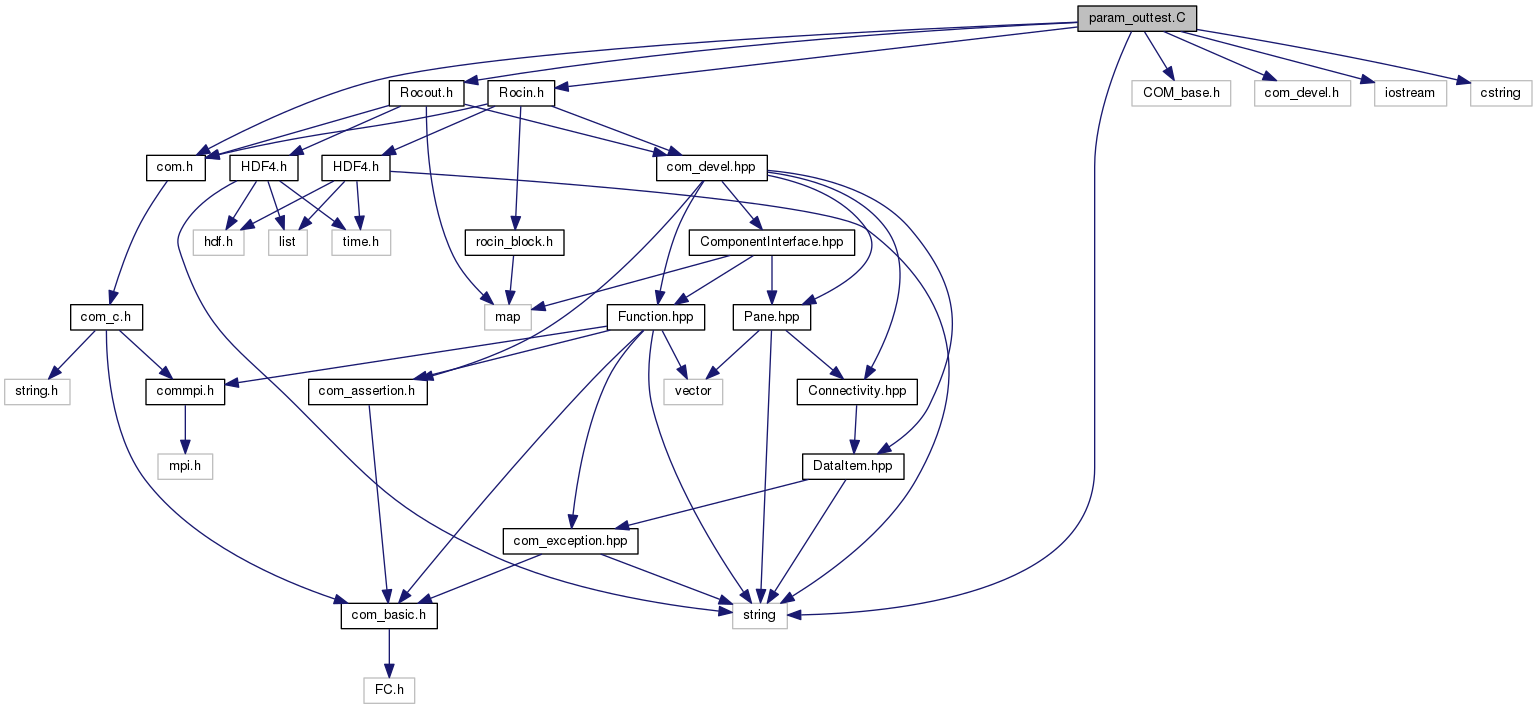 param_outtest.C
Rocout.h
Rocin.h
COM_base.h
com_devel.h
iostream
cstring
com.h
HDF4.h
HDF4.h
com_devel.hpp
hdf.h
list
time.h
rocin_block.h
ComponentInterface.hpp
com_c.h
map
Function.hpp
Pane.hpp
string.h
commpi.h
com_assertion.h
vector
Connectivity.hpp
mpi.h
DataItem.hpp
com_exception.hpp
com_basic.h
string
FC.h